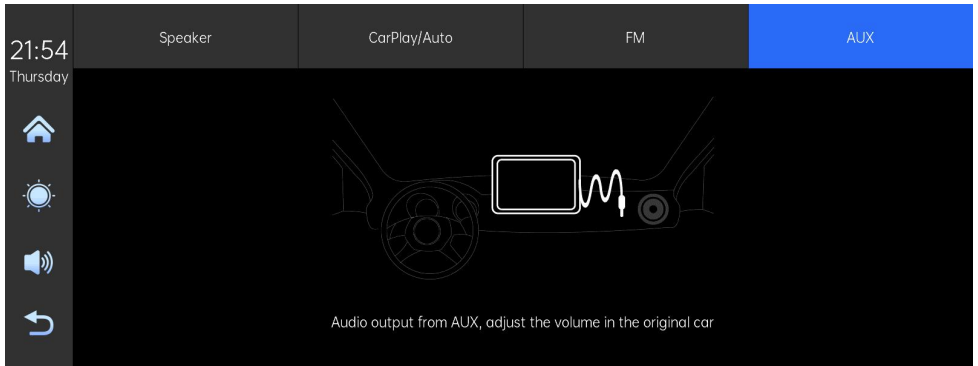 21:54
Thursday
Speaker
CarPlay/Auto
FM
AUX
Audio output from AUX, adjust the volume in the original car